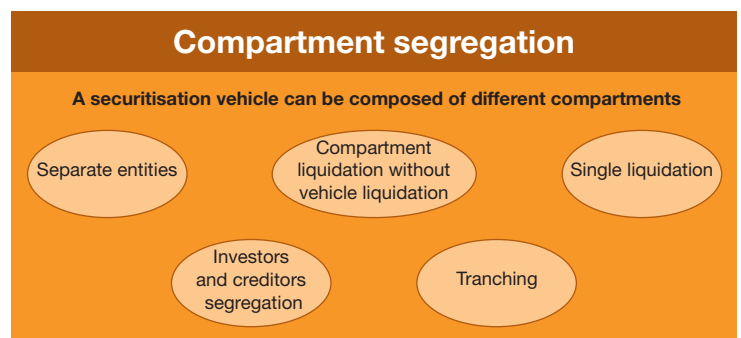 Compartment segregation
A securitisation vehicle can be composed of different compartments
Separate entities
Compartment
liquidation without
vehicle liquidation
Single liquidation
Investors
and creditors
segregation
Tranching